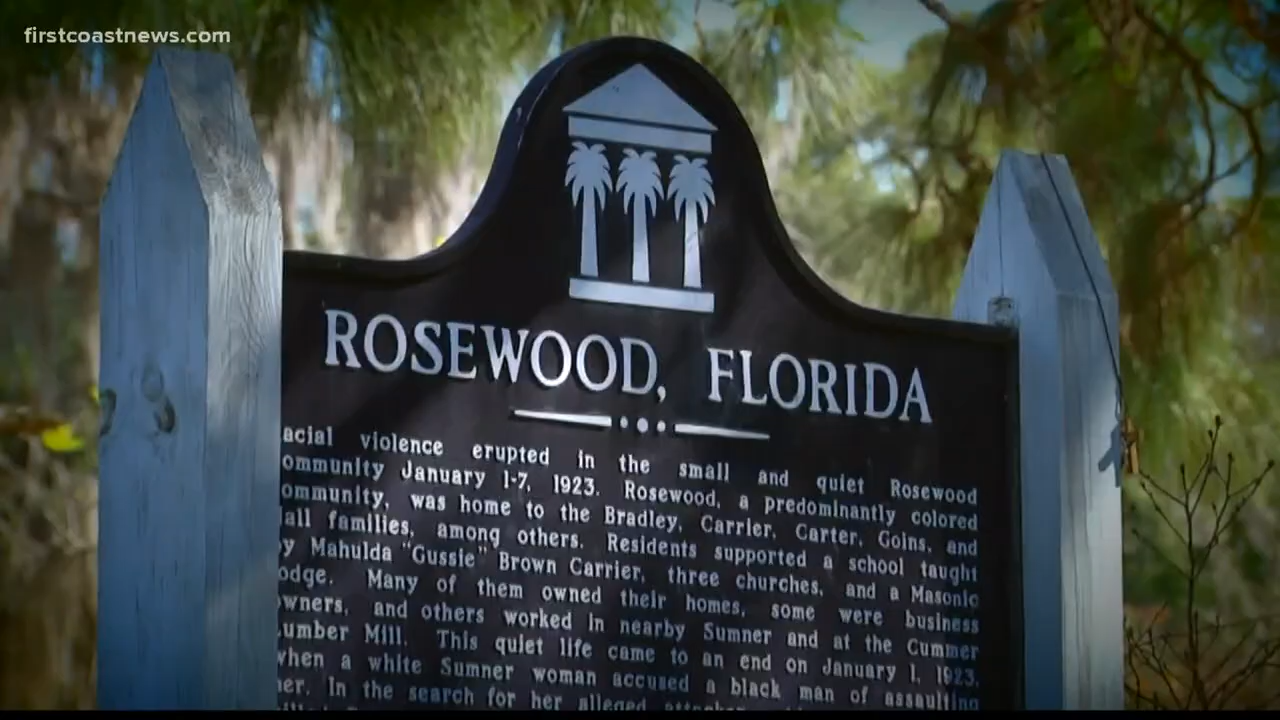 firstcoastnews.com
ROSEWOOD, FLORIDA
acial violence erupted in the small and quiet Rosewood
ommunity January 1-7, 1923. Rosewood, a predominantly colored
ommunity, was home to the Bradley, Carrier, Carter, Goins, and
all families, among others. Residents supported a school taught
y Mahulda "Gussie" Brown Carrier, three churches, and a Masonic
odge. Many of them owned their homes, some were business
wners, and others worked in nearby Sumner and at the Cummer
umber Mill. This quiet life came to an end on January 1, 1923,
when a white Sumner woman accused a black man of assaulting
er. In the search for her alleged